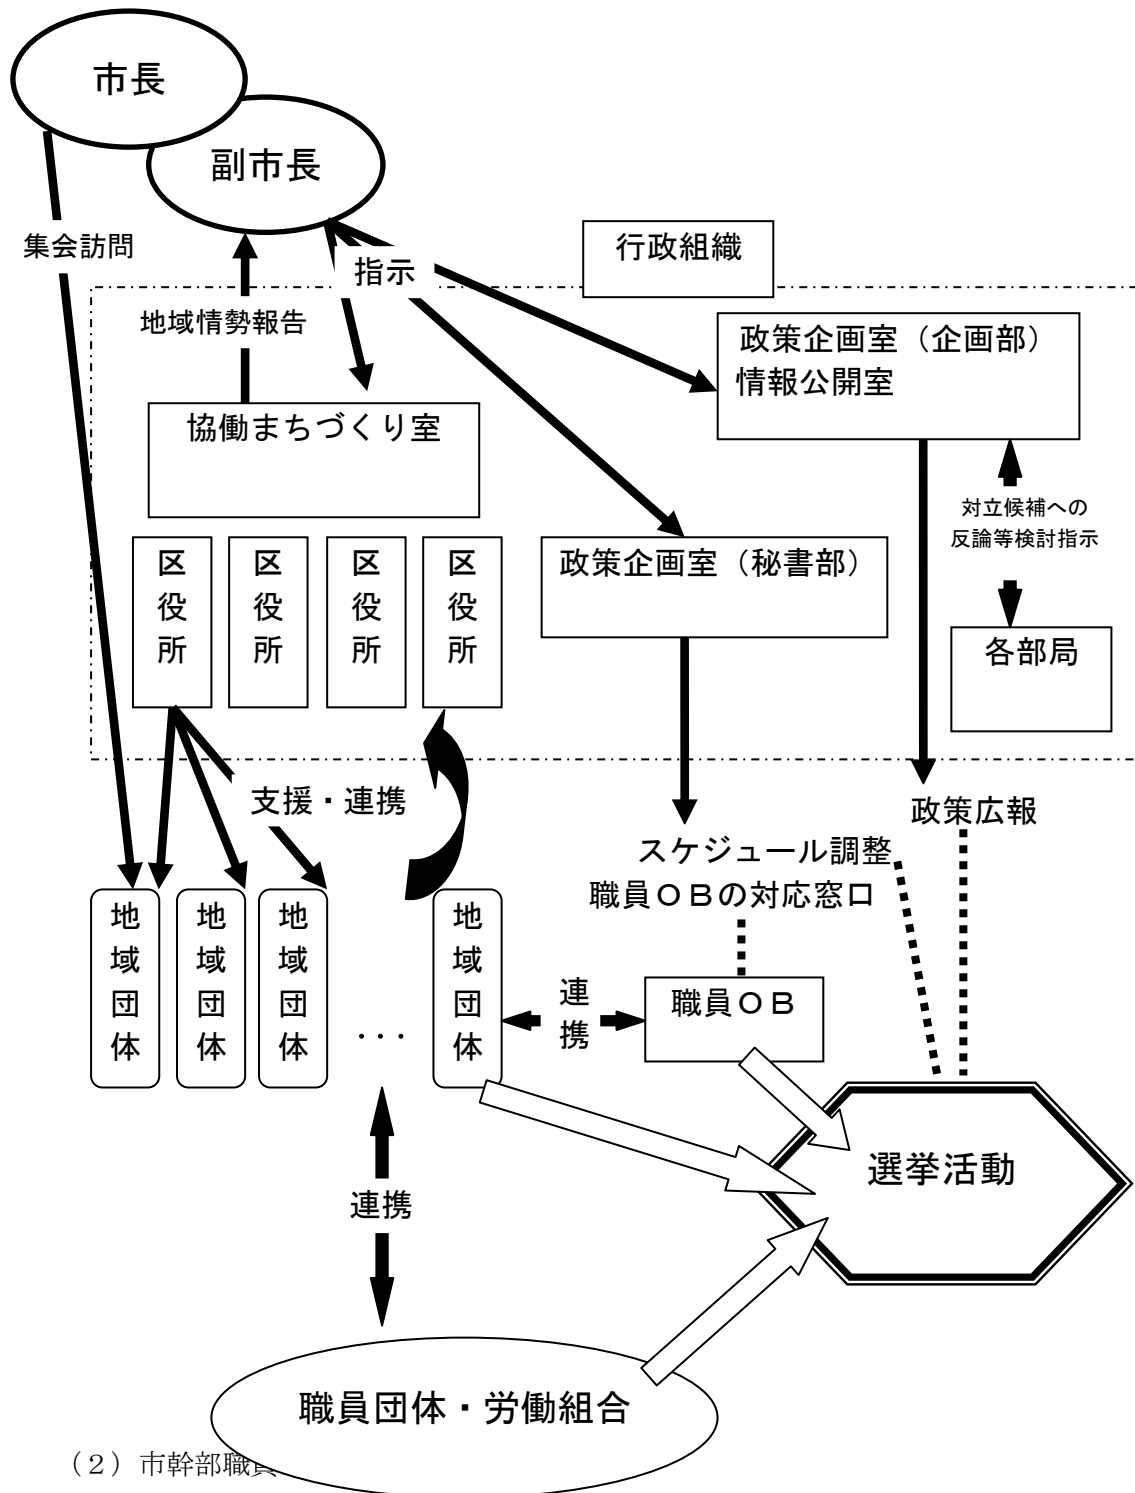 市長
副市長
集会訪問
指示
行政組織
地域情勢報告
政策企画室（企画部）
情報公開室
協働まちづくり室
対立候補への
反論等検討指示
区役所
区役所
区役所
区役所
政策企画室（秘書部）
各部局
支援・連携
政策広報
スケジュール調整
職員ＯＢの対応窓口
地域団体
地域団体
地域団体
・・・
地域団体
連携
職員ＯＢ
選挙活動
連携
職員団体・労働組合
（２）市幹部職員